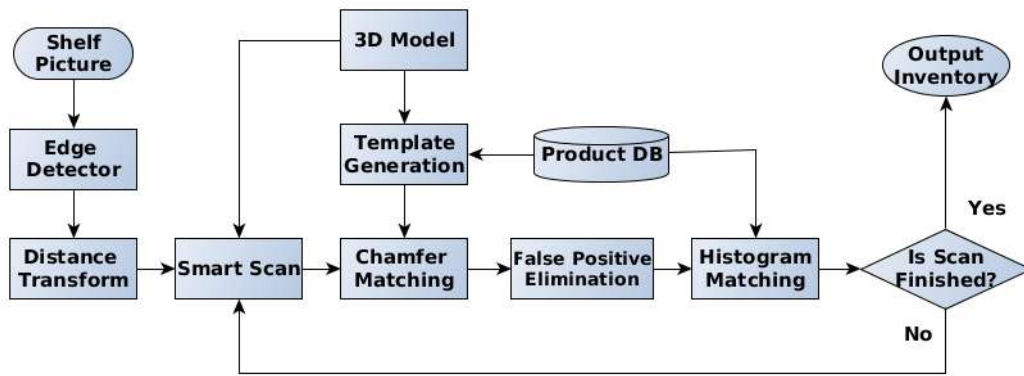 Shelf
Picture
3D Model
Output
Inventory
Edge
Detector
Template
Generation
Product DB
Yes
Distance
Transform
Smart Scan
Chamfer
Matching
False Positive
Elimination
Histogram
Matching
Is Scan
Finished?
No